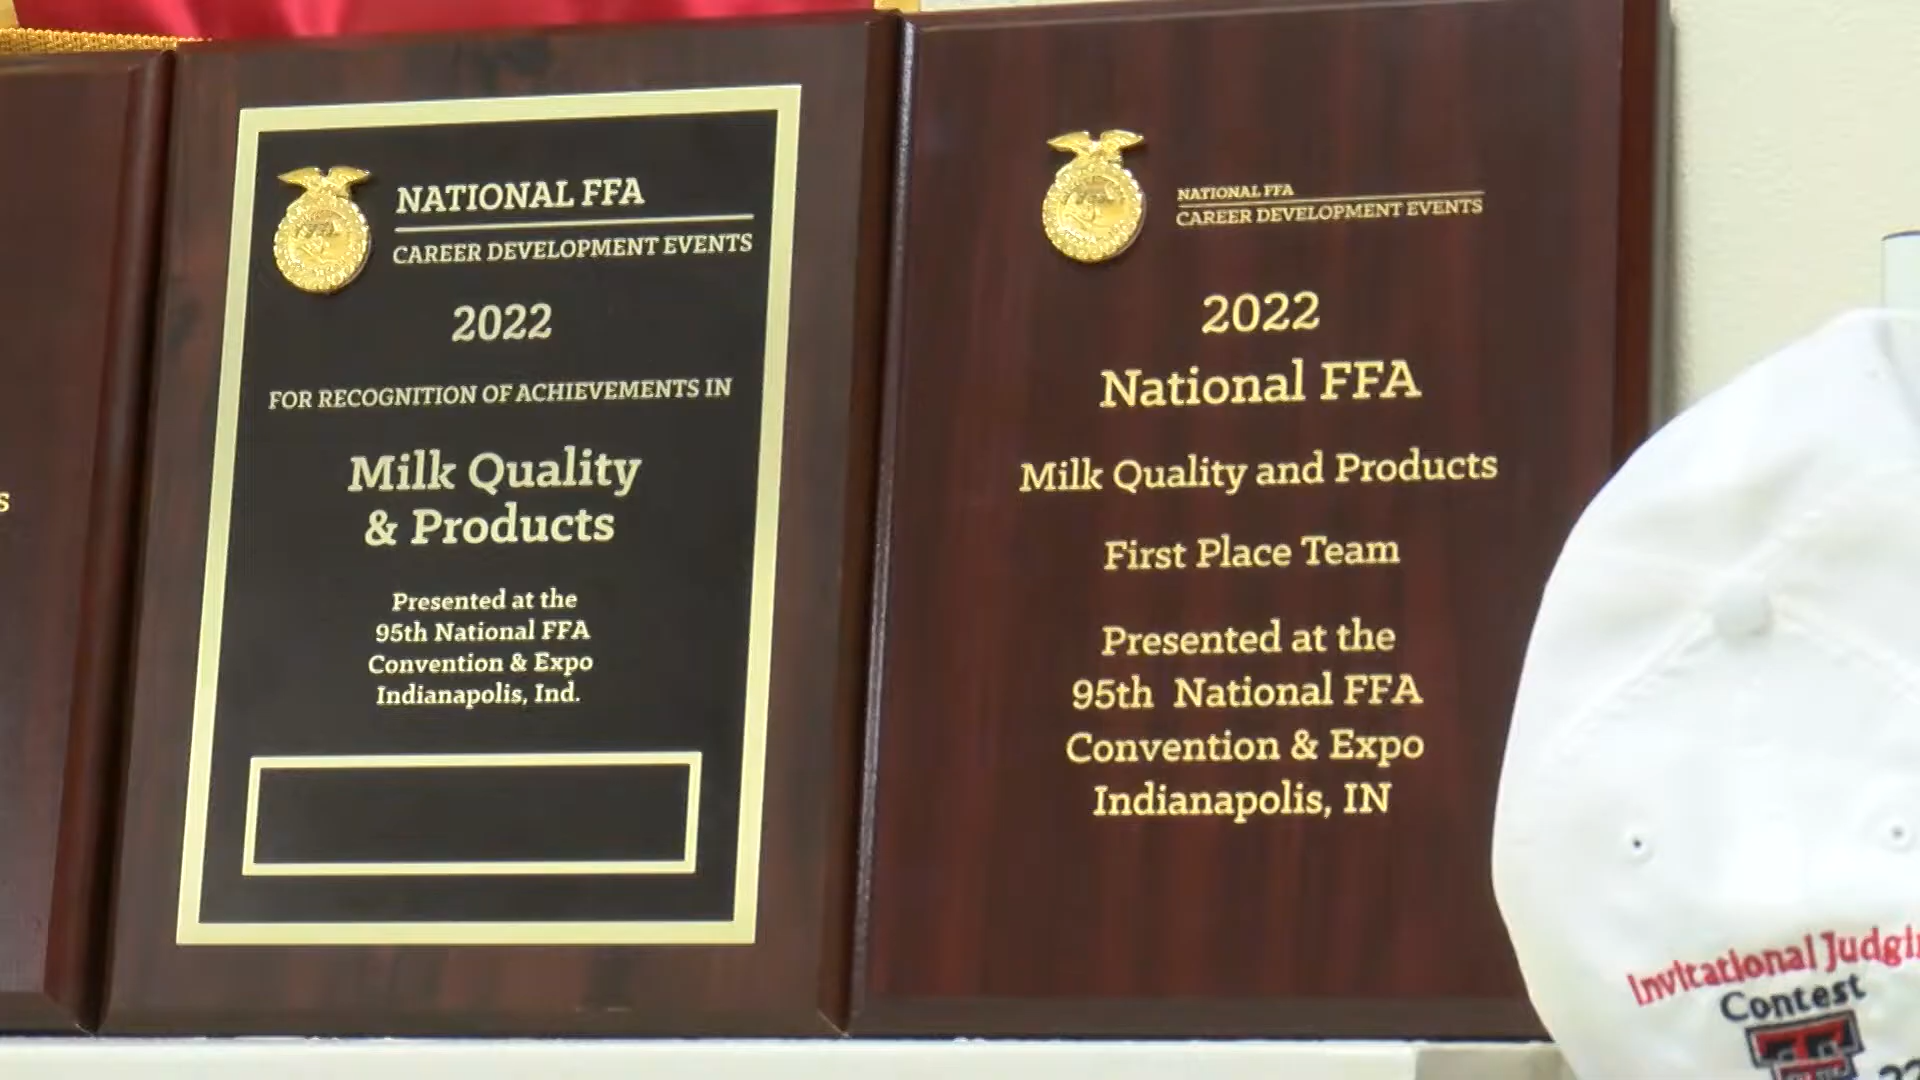 NATIONAL FFA
CAREER DEVELOPMENT EVENTS
2022
FOR RECOGNITION OF ACHIEVEMENTS IN
Milk Quality
& Products
Presented at the
95th National FFA
Convention & Expo
Indianapolis, Ind.
NATIONAL FFA
CAREER DEVELOPMENT EVENTS
2022
National FFA
Milk Quality and Products
First Place Team
Presented at the
95th National FFA
Convention & Expo
Indianapolis, IN
Invitational
Contest